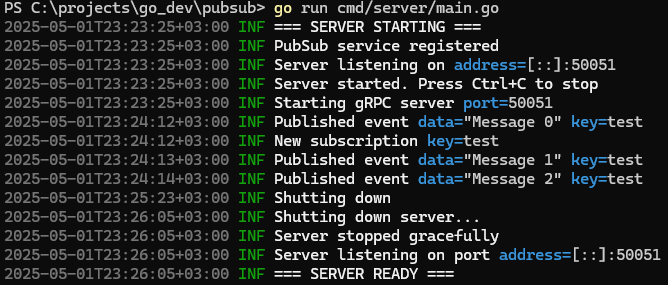 PS C:\projects\go_dev\pubsub> go run cmd/server/main.go
2025-05-01T23:23:25+03:00 INF === SERVER STARTING ===
2025-05-01T23:23:25+03:00 INF PubSub service registered
2025-05-01T23:23:25+03:00 INF Server listening on address=[::]:50051
2025-05-01T23:23:25+03:00 INF Server started. Press Ctrl+C to stop
2025-05-01T23:23:25+03:00 INF Starting gRPC server port=50051
2025-05-01T23:24:12+03:00 INF Published event data="Message 0" key=test
2025-05-01T23:24:12+03:00 INF New subscription key=test
2025-05-01T23:24:13+03:00 INF Published event data="Message 1" key=test
2025-05-01T23:24:14+03:00 INF Published event data="Message 2" key=test
2025-05-01T23:25:23+03:00 INF Shutting down
2025-05-01T23:26:05+03:00 INF Shutting down server...
2025-05-01T23:26:05+03:00 INF Server stopped gracefully
2025-05-01T23:26:05+03:00 INF Server listening on port address=[::]:50051
2025-05-01T23:26:05+03:00 INF === SERVER READY ===